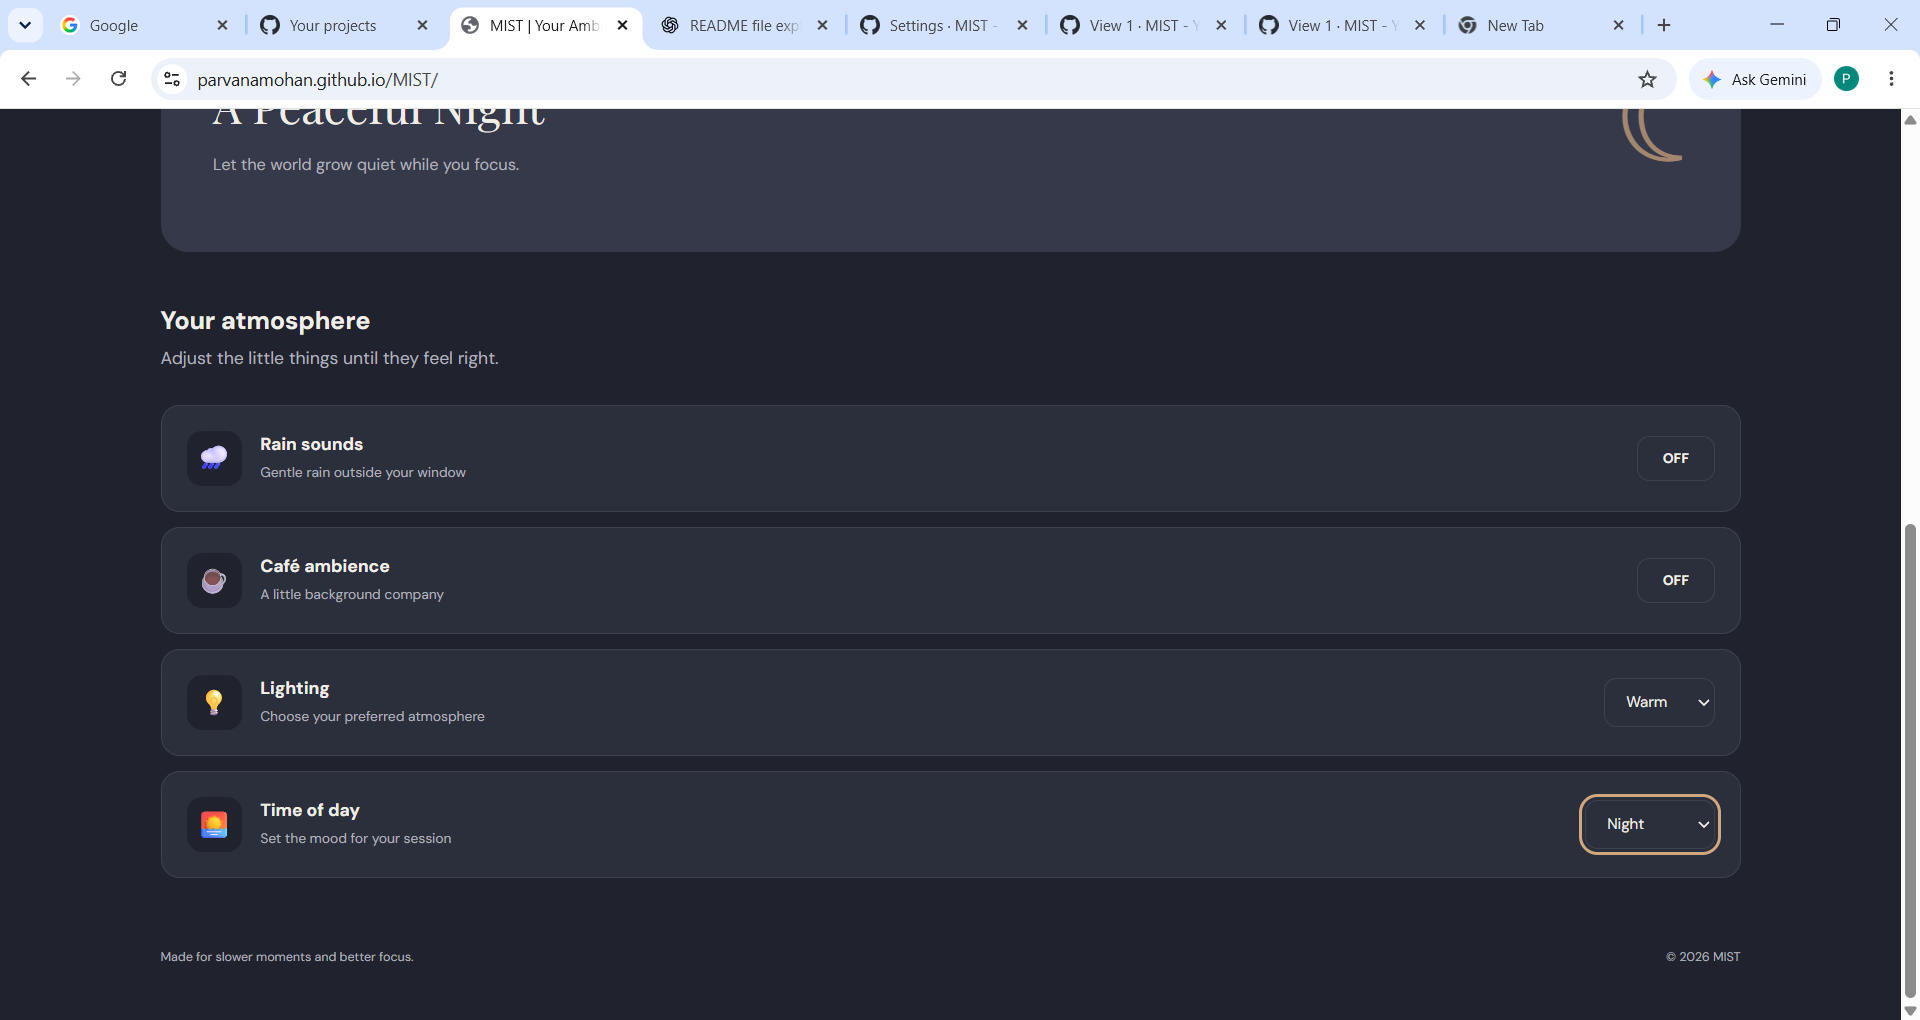 Google
Your projects
MIST | Your Amb
README file exp
Settings · MIST -
View 1 · MIST - Y
View 1 · MIST - Y
New Tab
parvanamohan.github.io/MIST/
Ask Gemini
P
A Peaceful Night
Let the world grow quiet while you focus.
Your atmosphere
Adjust the little things until they feel right.
Rain sounds
Gentle rain outside your window
OFF
Café ambience
A little background company
OFF
Lighting
Choose your preferred atmosphere
Warm
Time of day
Set the mood for your session
Night
Made for slower moments and better focus.
© 2026 MIST